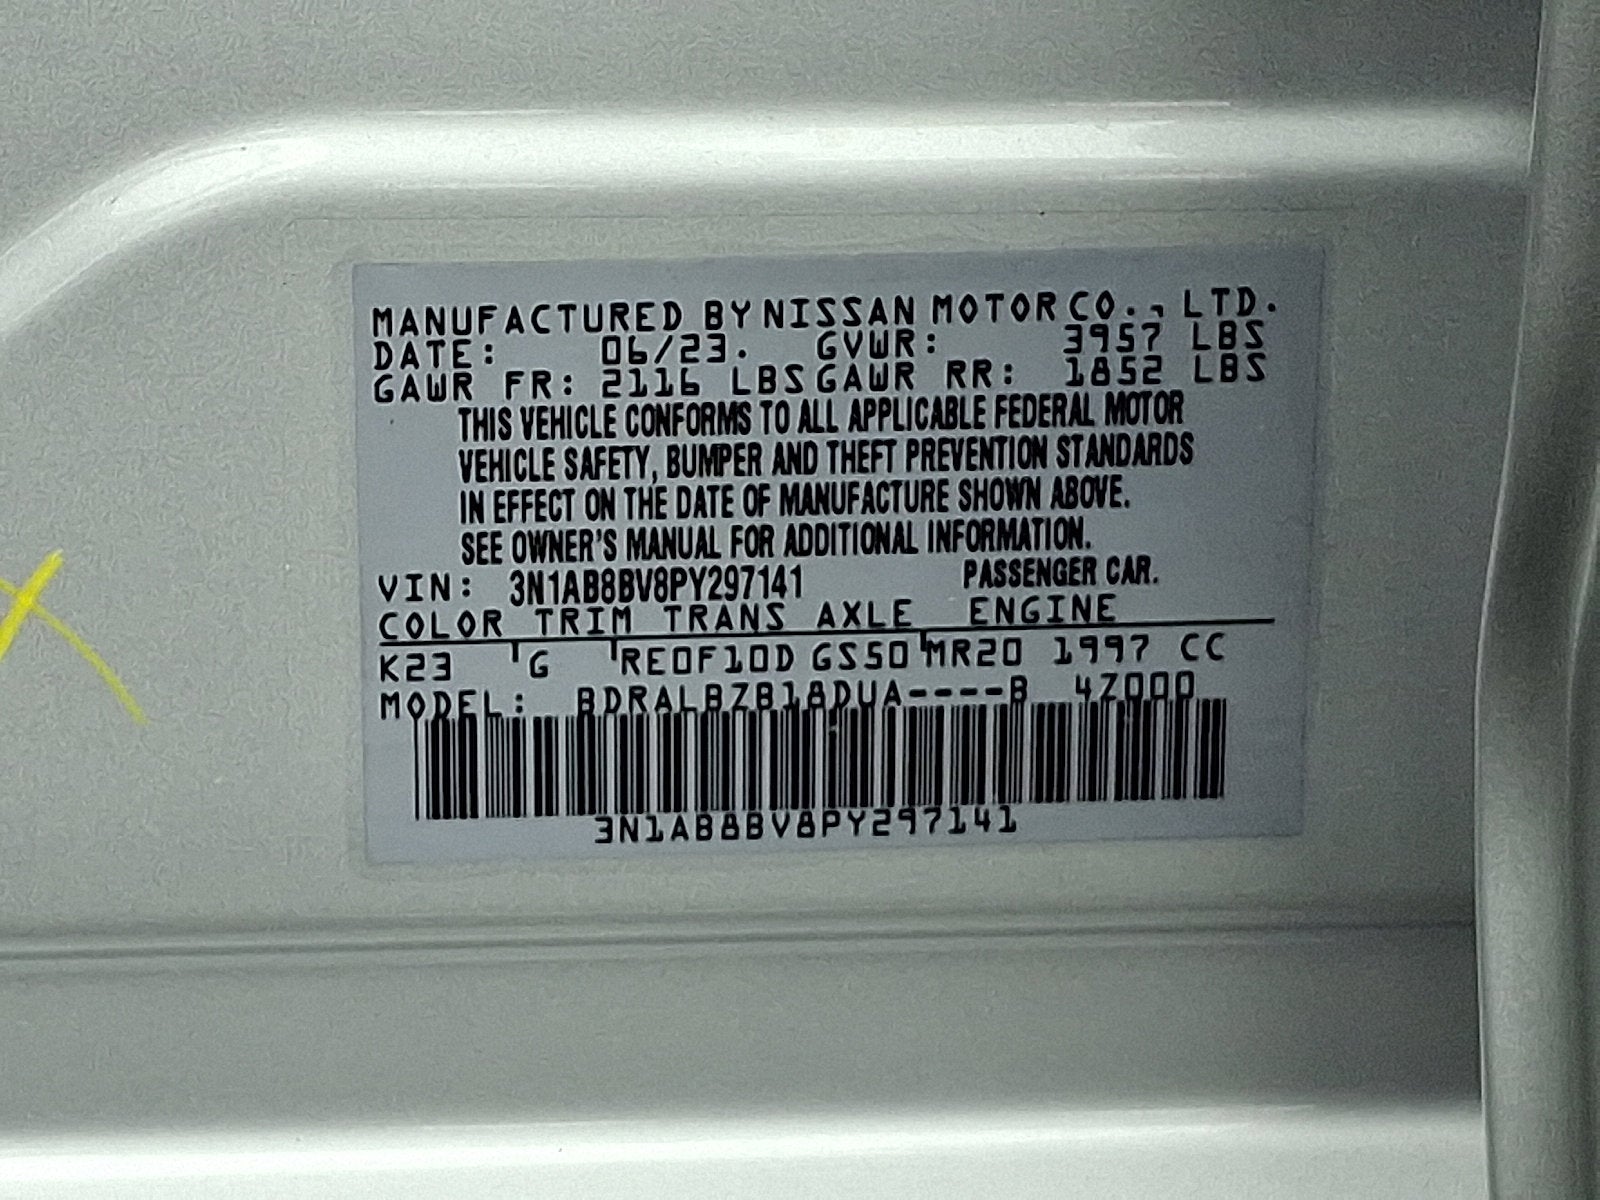 MANUFACTURED BY NISSAN MOTOR CO., LTD.
DATE: 06/23. GVWR: 3957 LBS
GAWR FR: 2116 LBS GAWR RR: 1852 LBS
THIS VEHICLE CONFORMS TO ALL APPLICABLE FEDERAL MOTOR
VEHICLE SAFETY, BUMPER AND THEFT PREVENTION STANDARDS
IN EFFECT ON THE DATE OF MANUFACTURE SHOWN ABOVE.
SEE OWNER'S MANUAL FOR ADDITIONAL INFORMATION.
VIN: 3N1AB8BV8PY297141 PASSENGER CAR.
COLOR TRIM TRANS AXLE ENGINE
K23 G RE0F10D GS50 MR20 1997 CC
MODEL: BDRALBZB18DUA----B 4Z000
3N1AB8BV8PY297141